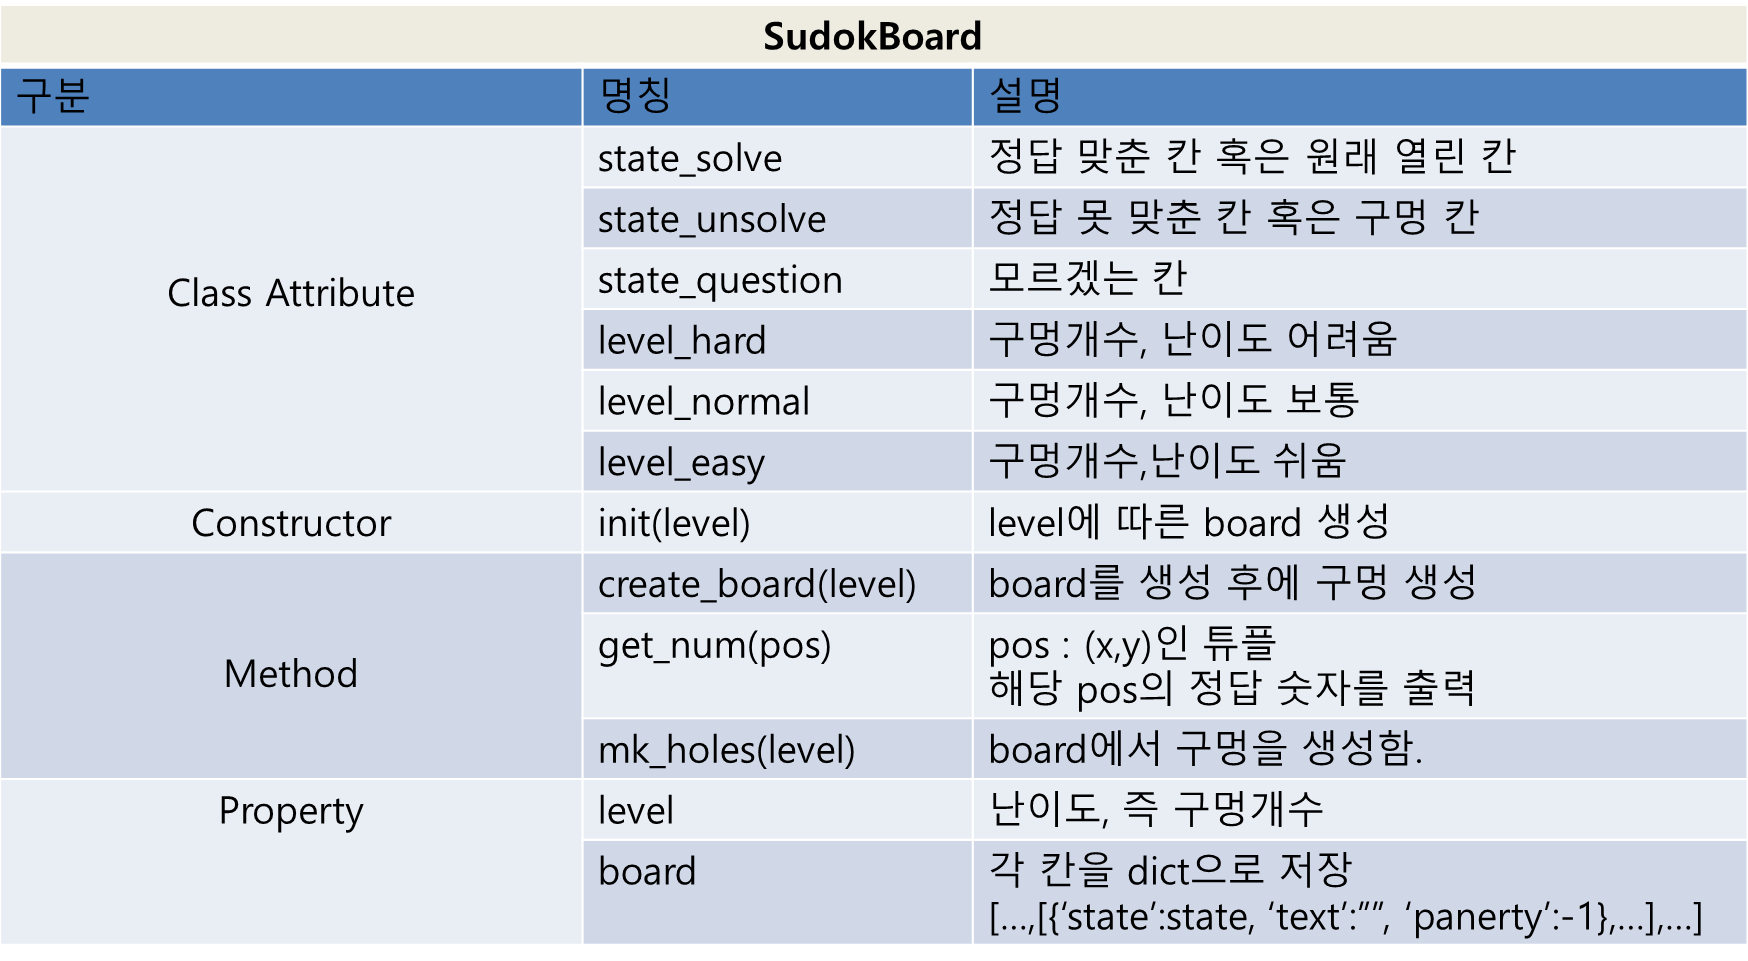 SudokBoard
구분 명칭 설명
Class Attribute
state_solve 정답 맞춘 칸 혹은 원래 열린 칸
state_unsolve 정답 못 맞춘 칸 혹은 구멍 칸
state_question 모르겠는 칸
level_hard 구멍개수, 난이도 어려움
level_normal 구멍개수, 난이도 보통
level_easy 구멍개수,난이도 쉬움
Constructor init(level) level에 따른 board 생성
Method
create_board(level) board를 생성 후에 구멍 생성
get_num(pos) pos : (x,y)인 튜플
해당 pos의 정답 숫자를 출력
mk_holes(level) board에서 구멍을 생성함.
Property level 난이도, 즉 구멍개수
board 각 칸을 dict으로 저장
[…,[{‘state’:state, ‘text’:””, ‘panerty’:-1},…],…]